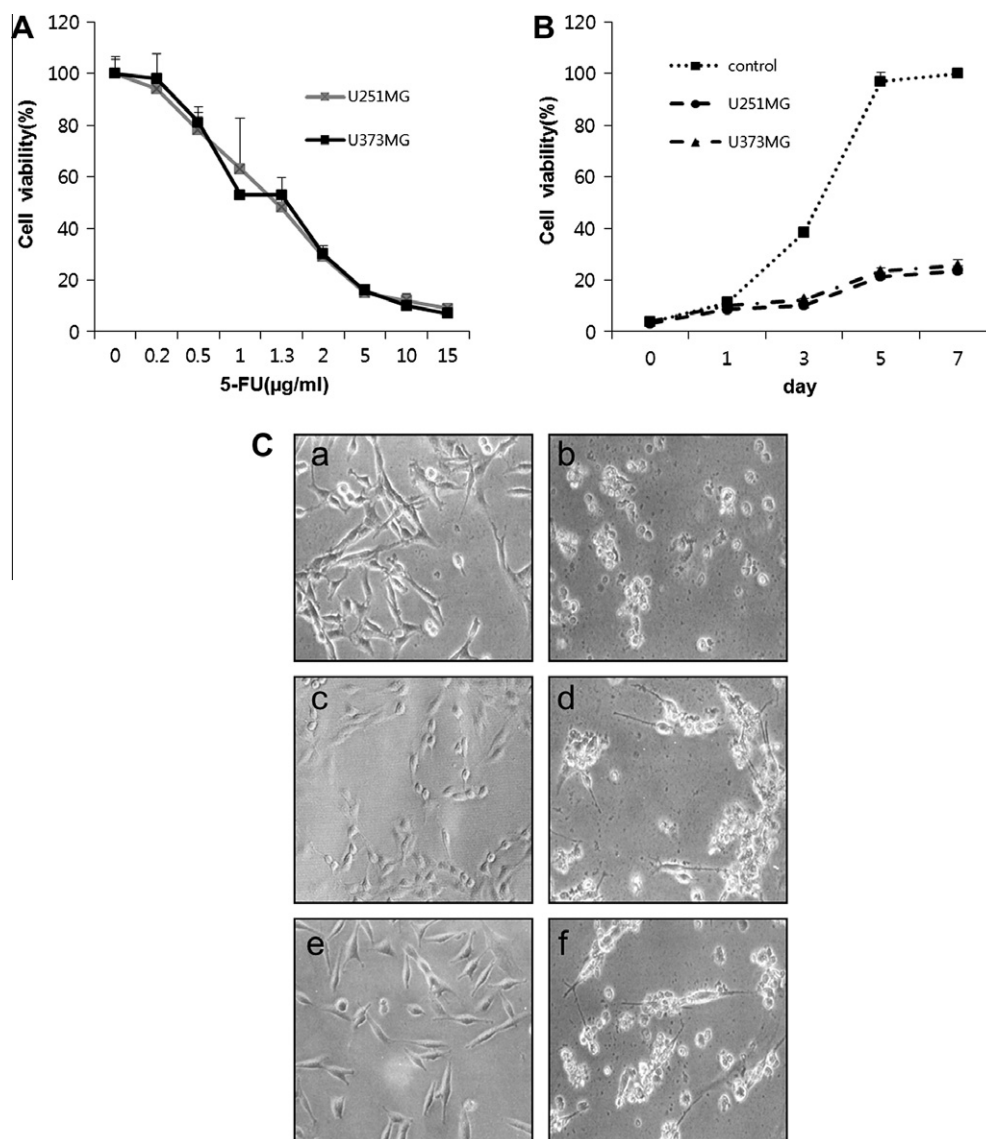 A
Cell viability(%)
120
100
80
60
40
20
0
U251MG
U373MG
0 0.2 0.5 1 1.3 2 5 10 15
5-FU(µg/ml)
B
Cell viability(%)
120
100
80
60
40
20
0
control
U251MG
U373MG
0 1 3 5 7
day
C
a
b
c
d
e
f